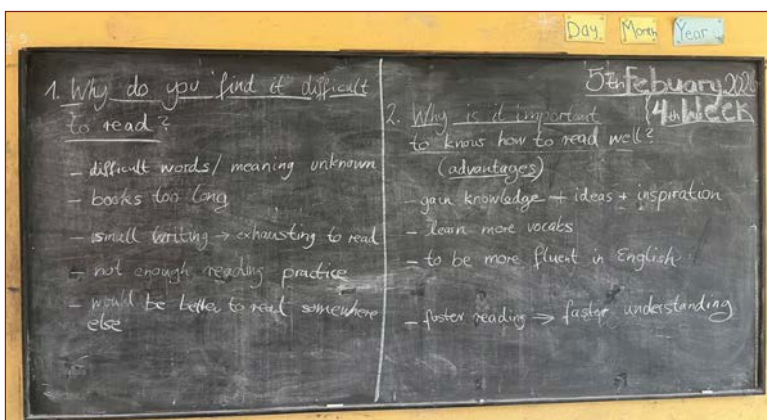 Day Month Year
1. Why do you find it difficult
to read?
- difficult words / meaning unknown
- books too long
- small writing → exhausting to read
- not enough reading practice
- would be better to read somewhere
else
5th Febuary,
4th Week
2. Why is it important
to know how to read well?
(advantages)
- gain knowledge + ideas + inspiration
- learn more vocabs
- to be more fluent in English
- faster reading → faster understanding